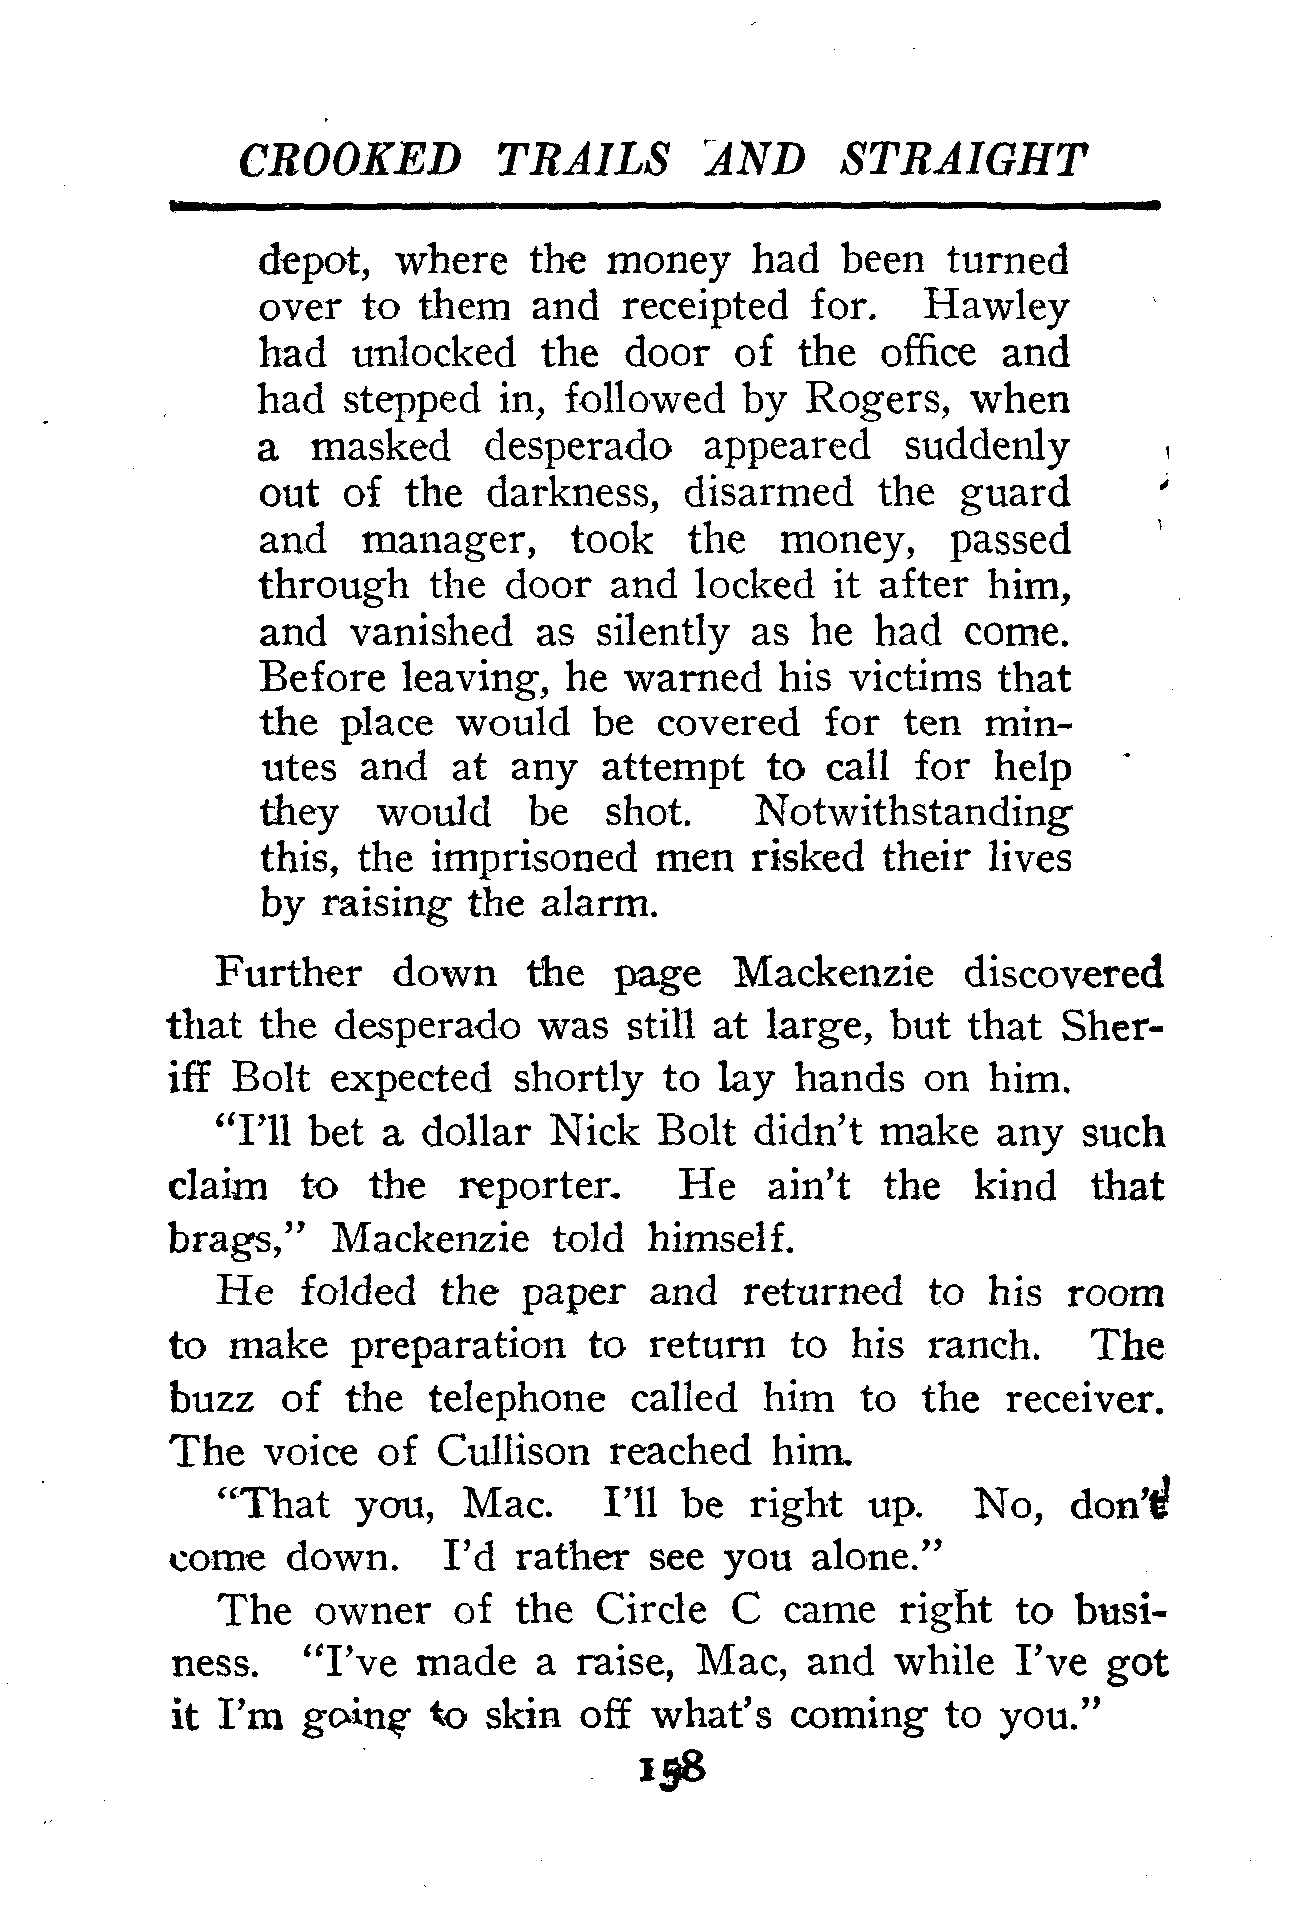 CROOKED TRAILS AND STRAIGHT
depot, where the money had been turned
over to them and receipted for. Hawley
had unlocked the door of the office and
had stepped in, followed by Rogers, when
a masked desperado appeared suddenly
out of the darkness, disarmed the guard
and manager, took the money, passed
through the door and locked it after him,
and vanished as silently as he had come.
Before leaving, he warned his victims that
the place would be covered for ten min-
utes and at any attempt to call for help
they would be shot. Notwithstanding
this, the imprisoned men risked their lives
by raising the alarm.
Further down the page Mackenzie discovered
that the desperado was still at large, but that Sher-
iff Bolt expected shortly to lay hands on him.
“I’ll bet a dollar Nick Bolt didn’t make any such
claim to the reporter. He ain’t the kind that
brags,” Mackenzie told himself.
He folded the paper and returned to his room
to make preparation to return to his ranch. The
buzz of the telephone called him to the receiver.
The voice of Cullison reached him.
“That you, Mac. I’ll be right up. No, don’t
come down. I’d rather see you alone.”
The owner of the Circle C came right to busi-
ness. “I’ve made a raise, Mac, and while I’ve got
it I’m going to skin off what’s coming to you.”
158